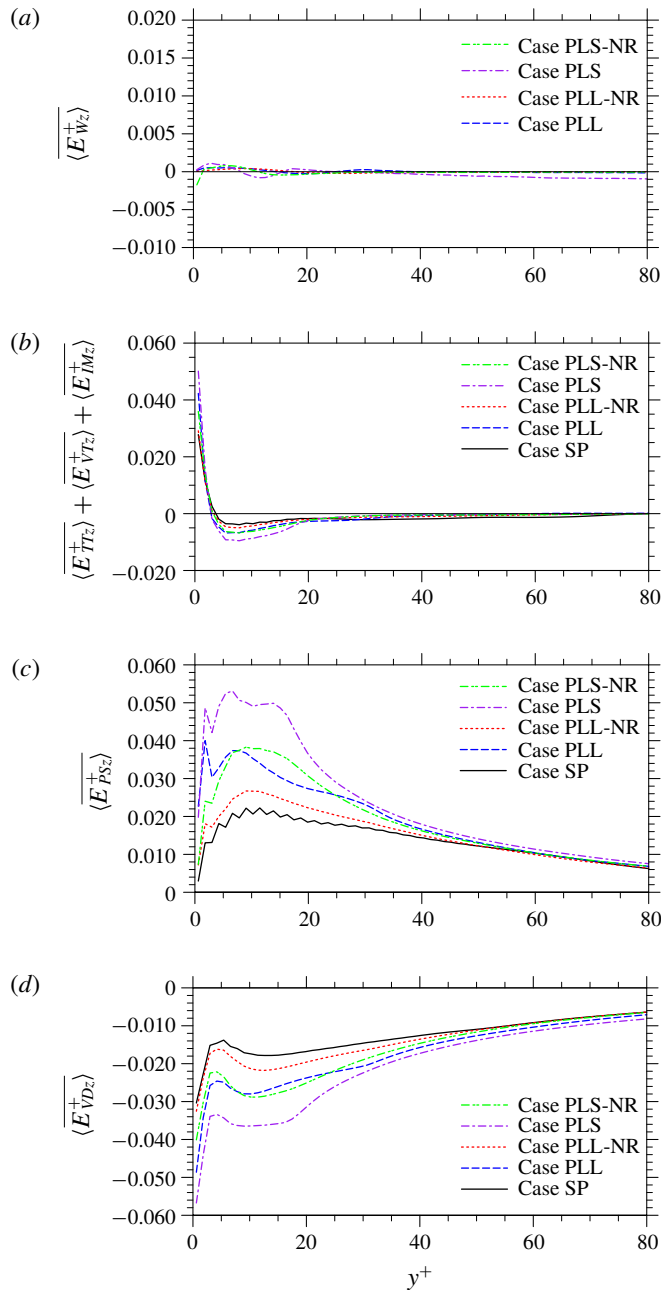 (a)
0.020
0.015
0.010
0.005
0
−0.005
−0.010
⟨E⁺_Wz⟩
Case PLS-NR
Case PLS
Case PLL-NR
Case PLL
0 20 40 60 80
(b)
0.060
0.040
0.020
0
−0.020
⟨E⁺_TTz⟩ + ⟨E⁺_VTz⟩ + ⟨E⁺_IMz⟩
Case PLS-NR
Case PLS
Case PLL-NR
Case PLL
Case SP
0 20 40 60 80
(c)
0.060
0.050
0.040
0.030
0.020
0.010
0
⟨E⁺_PSz⟩
Case PLS-NR
Case PLS
Case PLL-NR
Case PLL
Case SP
0 20 40 60 80
(d)
0
−0.010
−0.020
−0.030
−0.040
−0.050
−0.060
⟨E⁺_VDz⟩
Case PLS-NR
Case PLS
Case PLL-NR
Case PLL
Case SP
0 20 40 60 80
y⁺